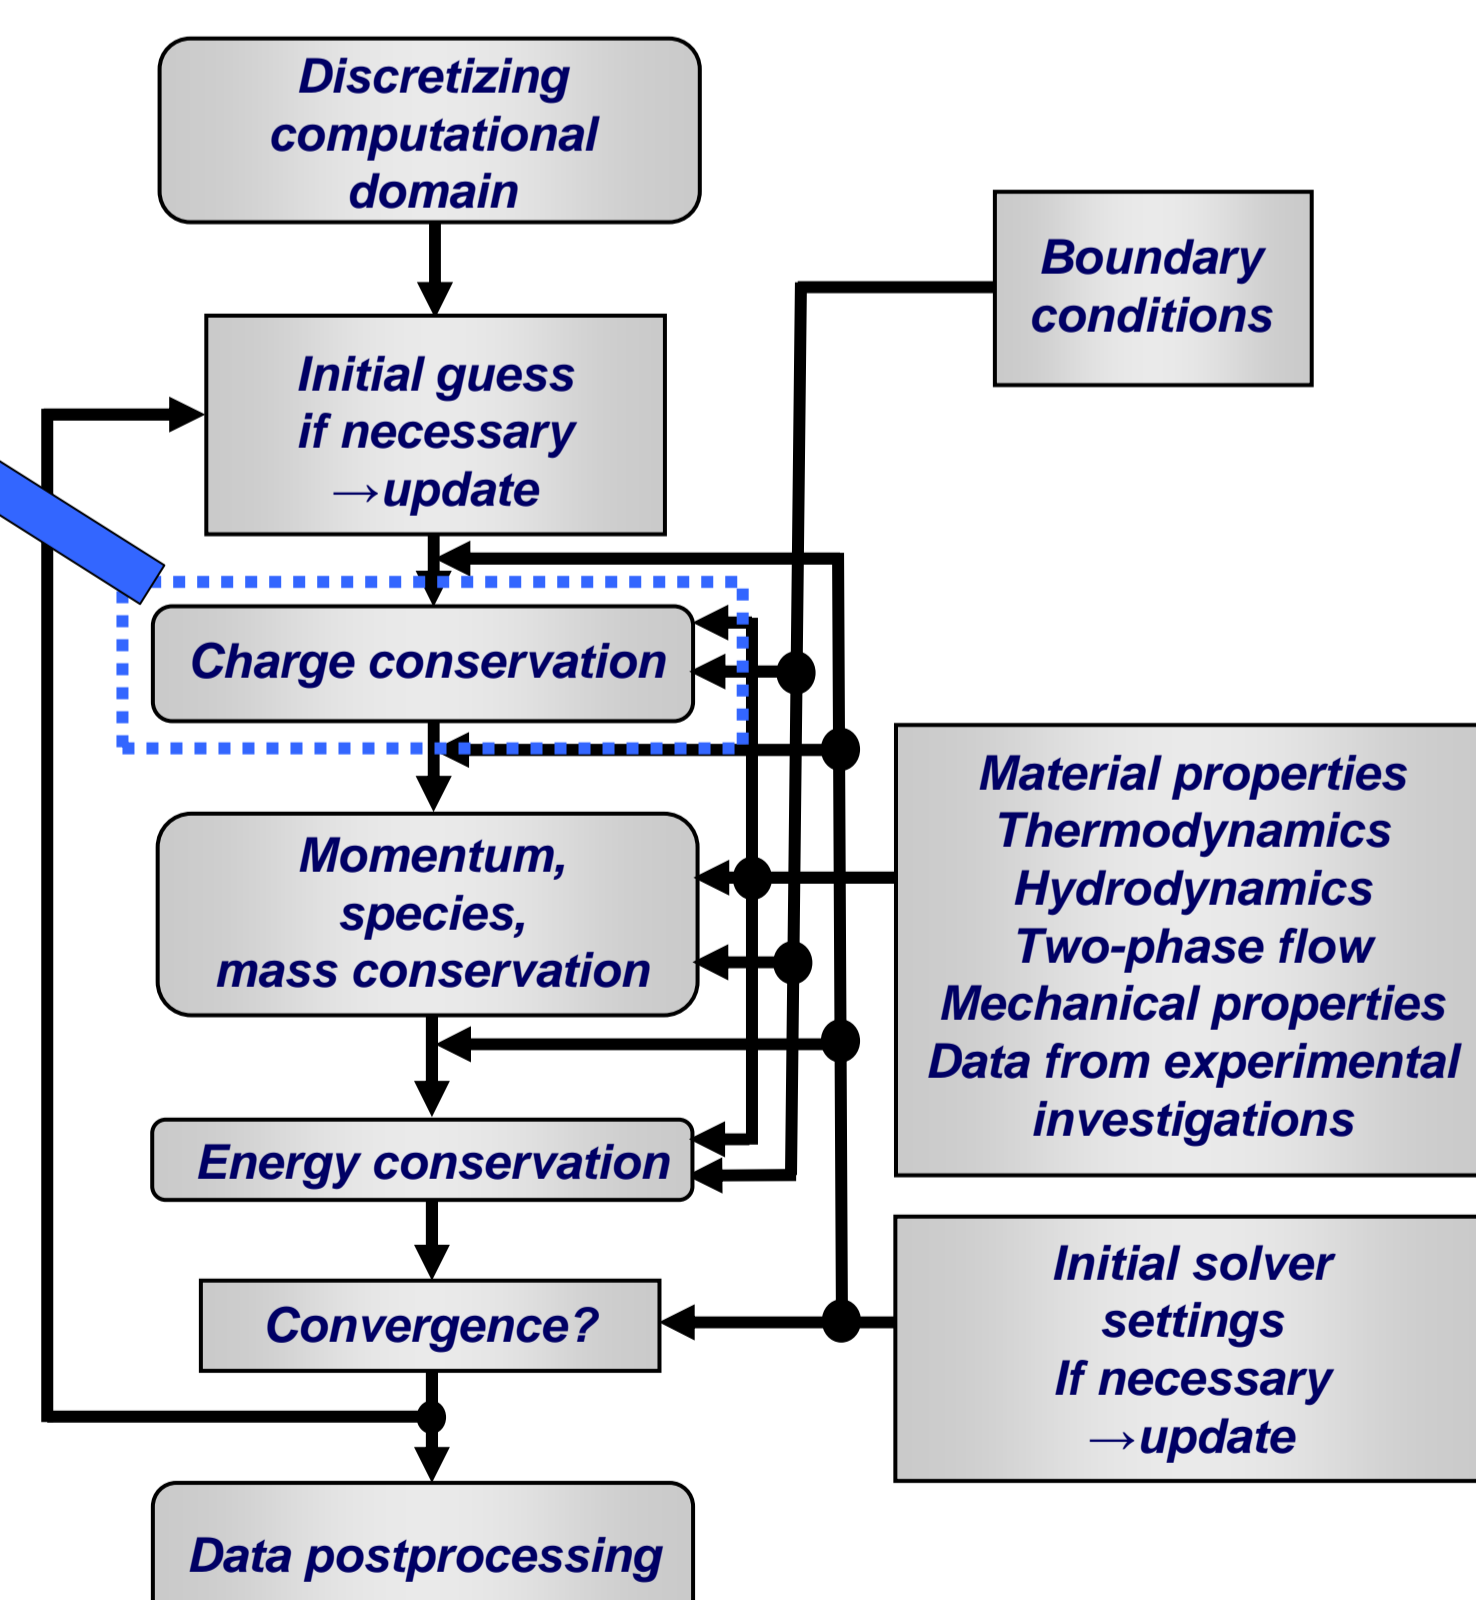 Discretizing
computational
domain
Boundary
conditions
Initial guess
if necessary
→update
Charge conservation
Material properties
Thermodynamics
Hydrodynamics
Two-phase flow
Mechanical properties
Data from experimental
investigations
Momentum,
species,
mass conservation
Energy conservation
Initial solver
settings
If necessary
→update
Convergence?
Data postprocessing